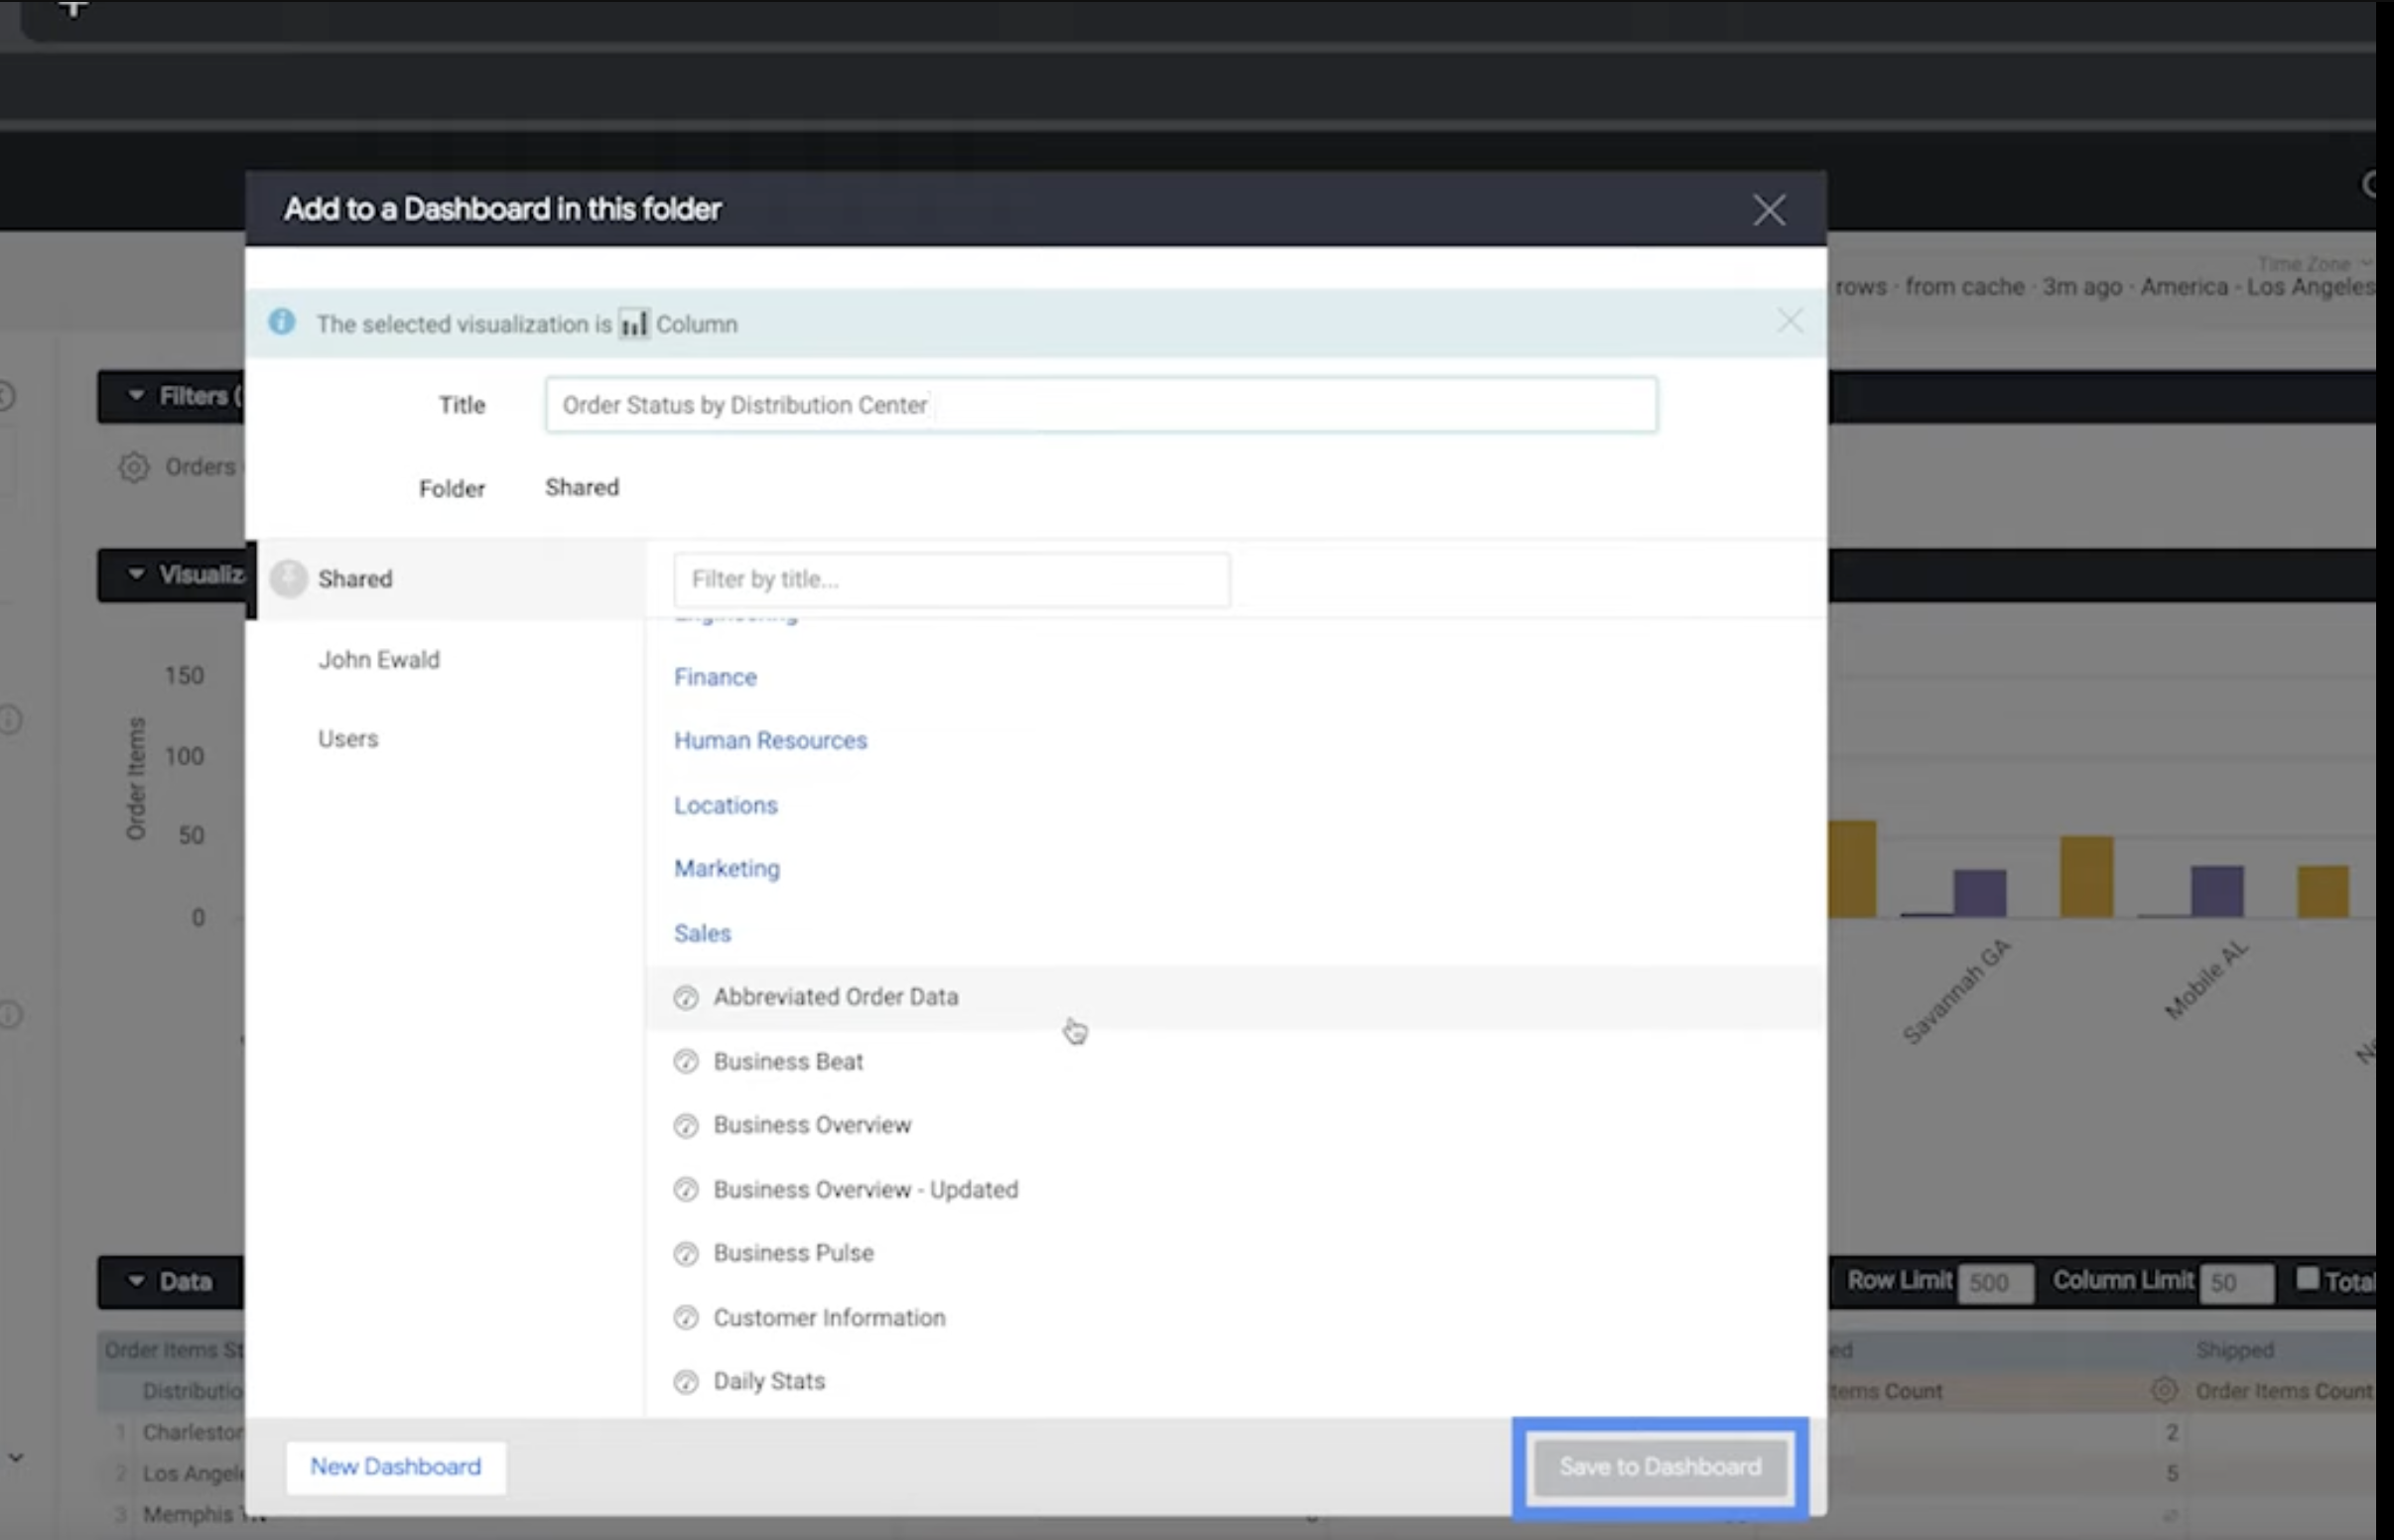 Add to a Dashboard in this folder
Time Zone
rows · from cache · 3m ago · America - Los Angeles
The selected visualization is Column
Filters (
Title
Order Status by Distribution Center
Orders
Folder
Shared
Visualiz
Shared
Filter by title...
Engineering
John Ewald
Finance
150
Users
Human Resources
100
Order Items
Locations
50
Marketing
0
Sales
Savannah GA
Mobile AL
Abbreviated Order Data
Business Beat
Business Overview
Business Overview - Updated
Business Pulse
Data
Row Limit 500 Column Limit 50 Total
Customer Information
Order Items St
Shipped
Daily Stats
Distributio
Items Count
Order Items Count
1 Charleston
2
New Dashboard
Save to Dashboard
2 Los Angele
5
3 Memphis